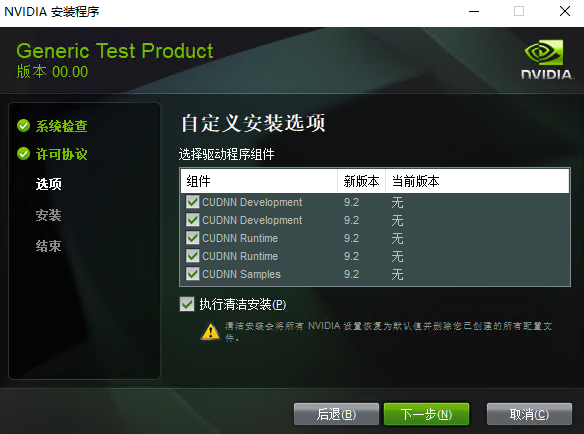 NVIDIA 安装程序
Generic Test Product
版本 00.00
NVIDIA.
系统检查
许可协议
选项
安装
结束
自定义安装选项
选择驱动程序组件
组件 新版本 当前版本
CUDNN Development 9.2 无
CUDNN Development 9.2 无
CUDNN Runtime 9.2 无
CUDNN Runtime 9.2 无
CUDNN Samples 9.2 无
执行清洁安装(P)
清洁安装会将所有 NVIDIA 设置恢复为默认值并删除您已创建的所有配置文
件。
后退(B) 下一步(N) 取消(C)